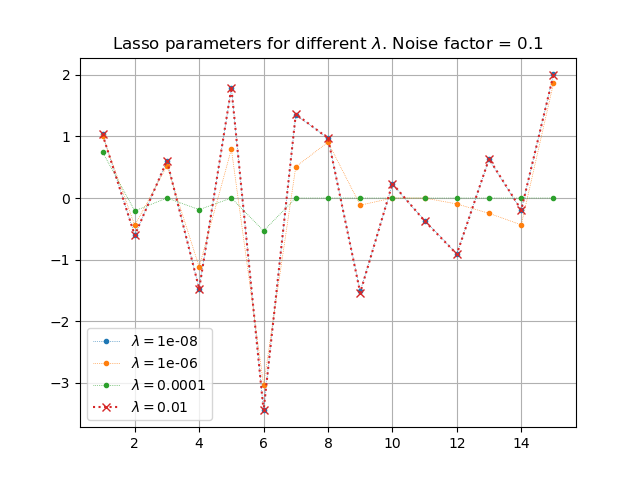 Lasso parameters for different λ. Noise factor = 0.1
2
1
0
−1
−2
−3
λ = 1e-08
λ = 1e-06
λ = 0.0001
λ = 0.01
2 4 6 8 10 12 14